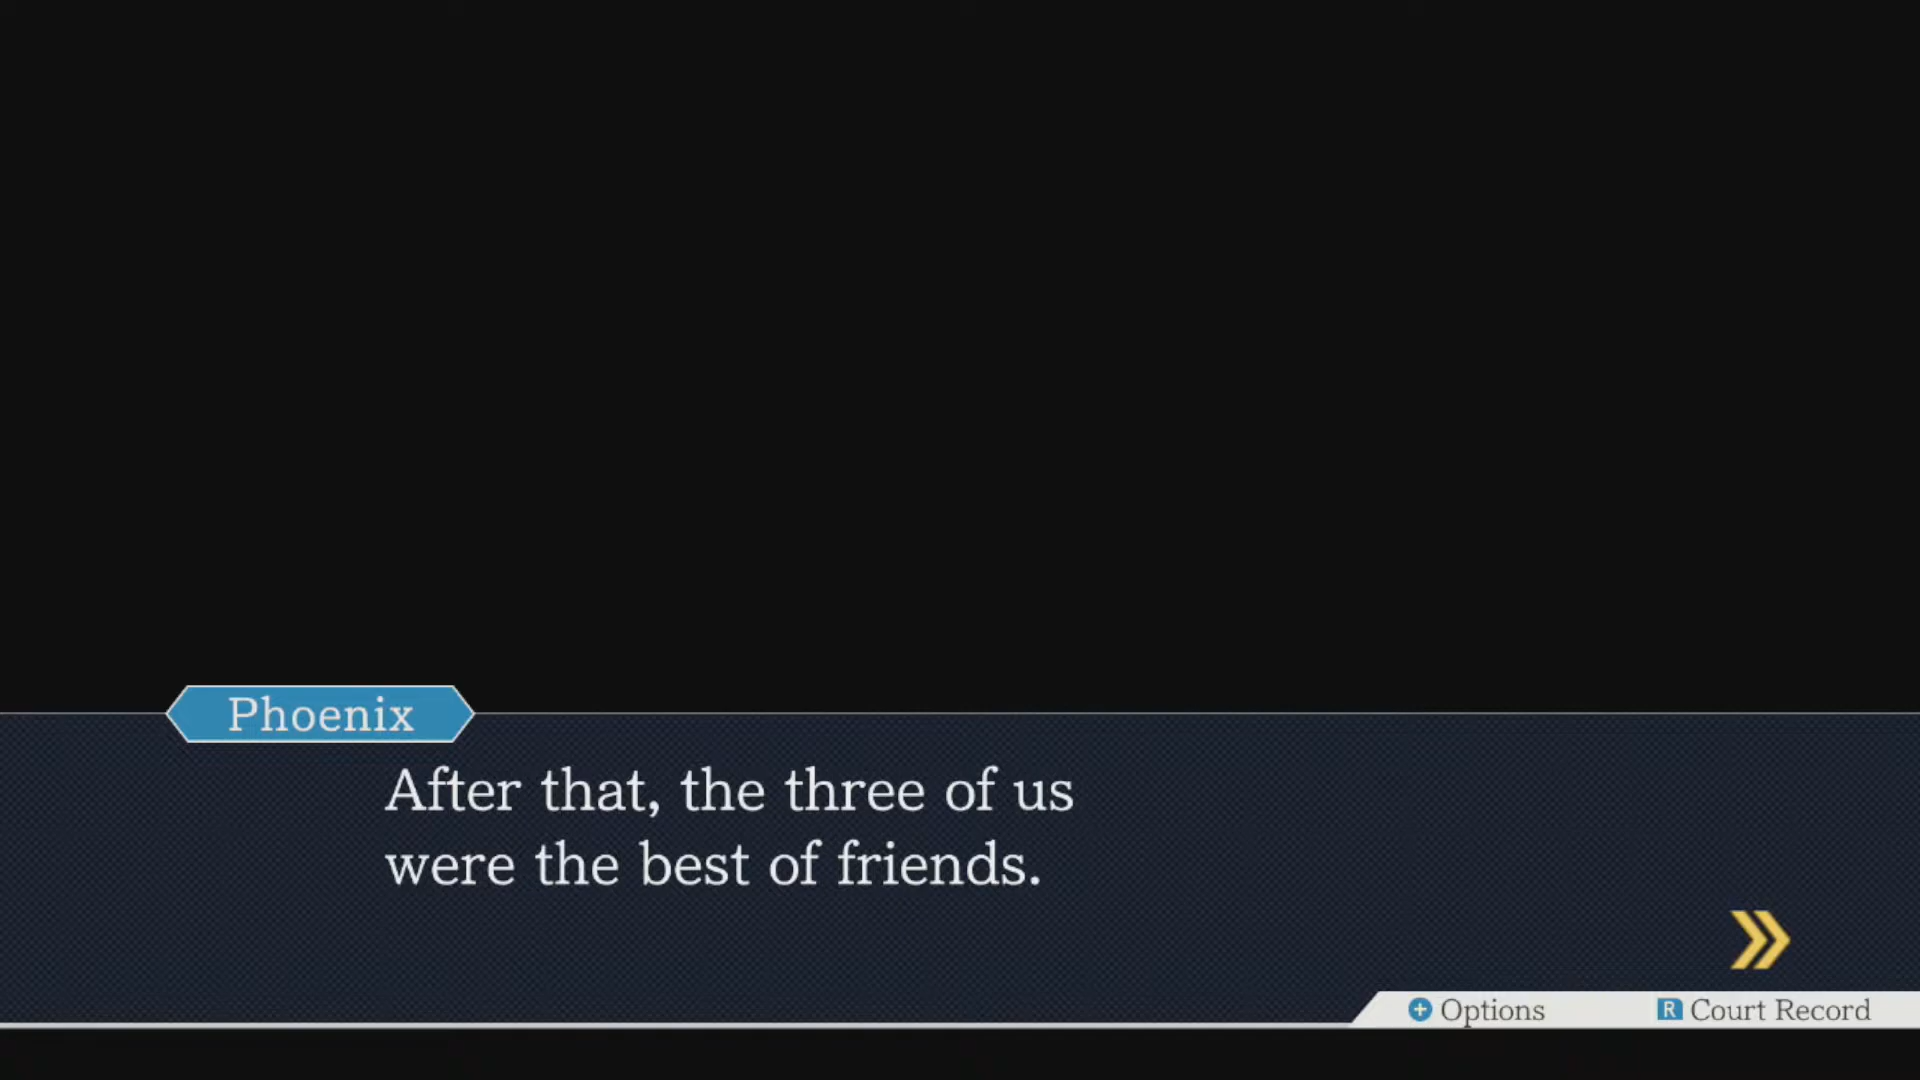 Phoenix
After that, the three of us
were the best of friends.
+ Options
R Court Record